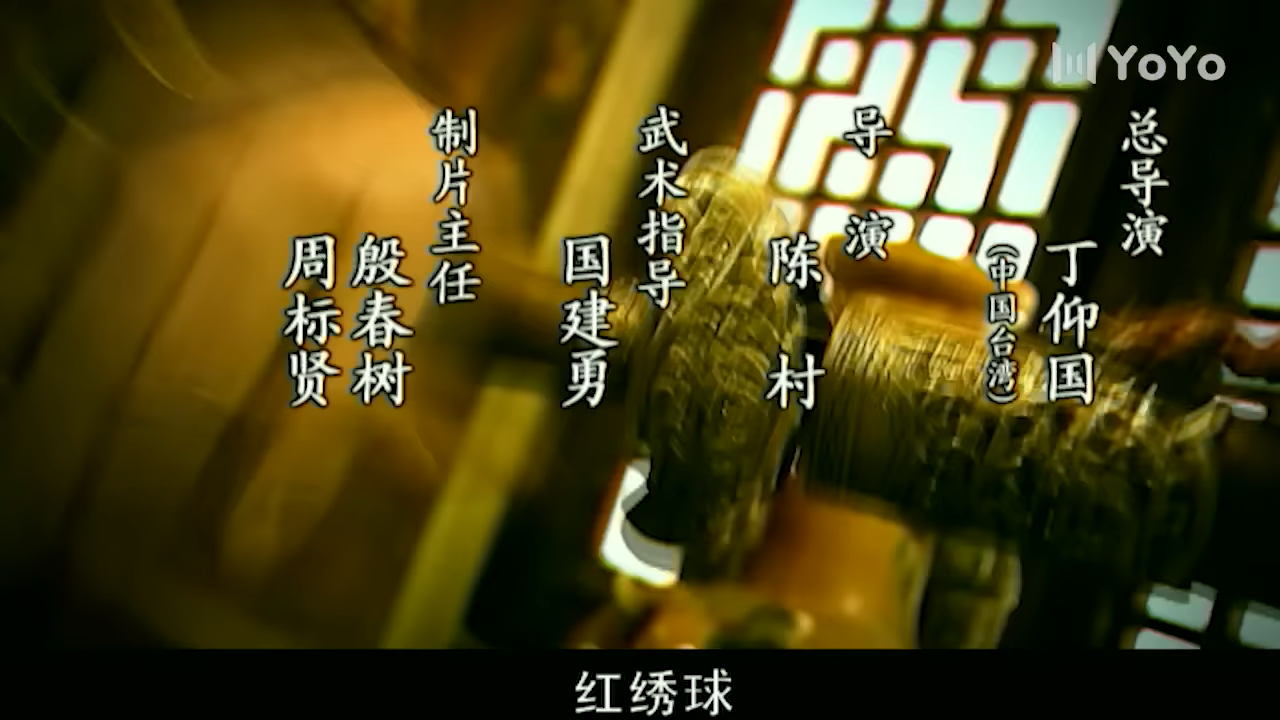 YoYo
总导演
丁仰国
(中国台湾)
导演
陈村
武术指导
国建勇
制片主任
殷春树
周标贤
红绣球